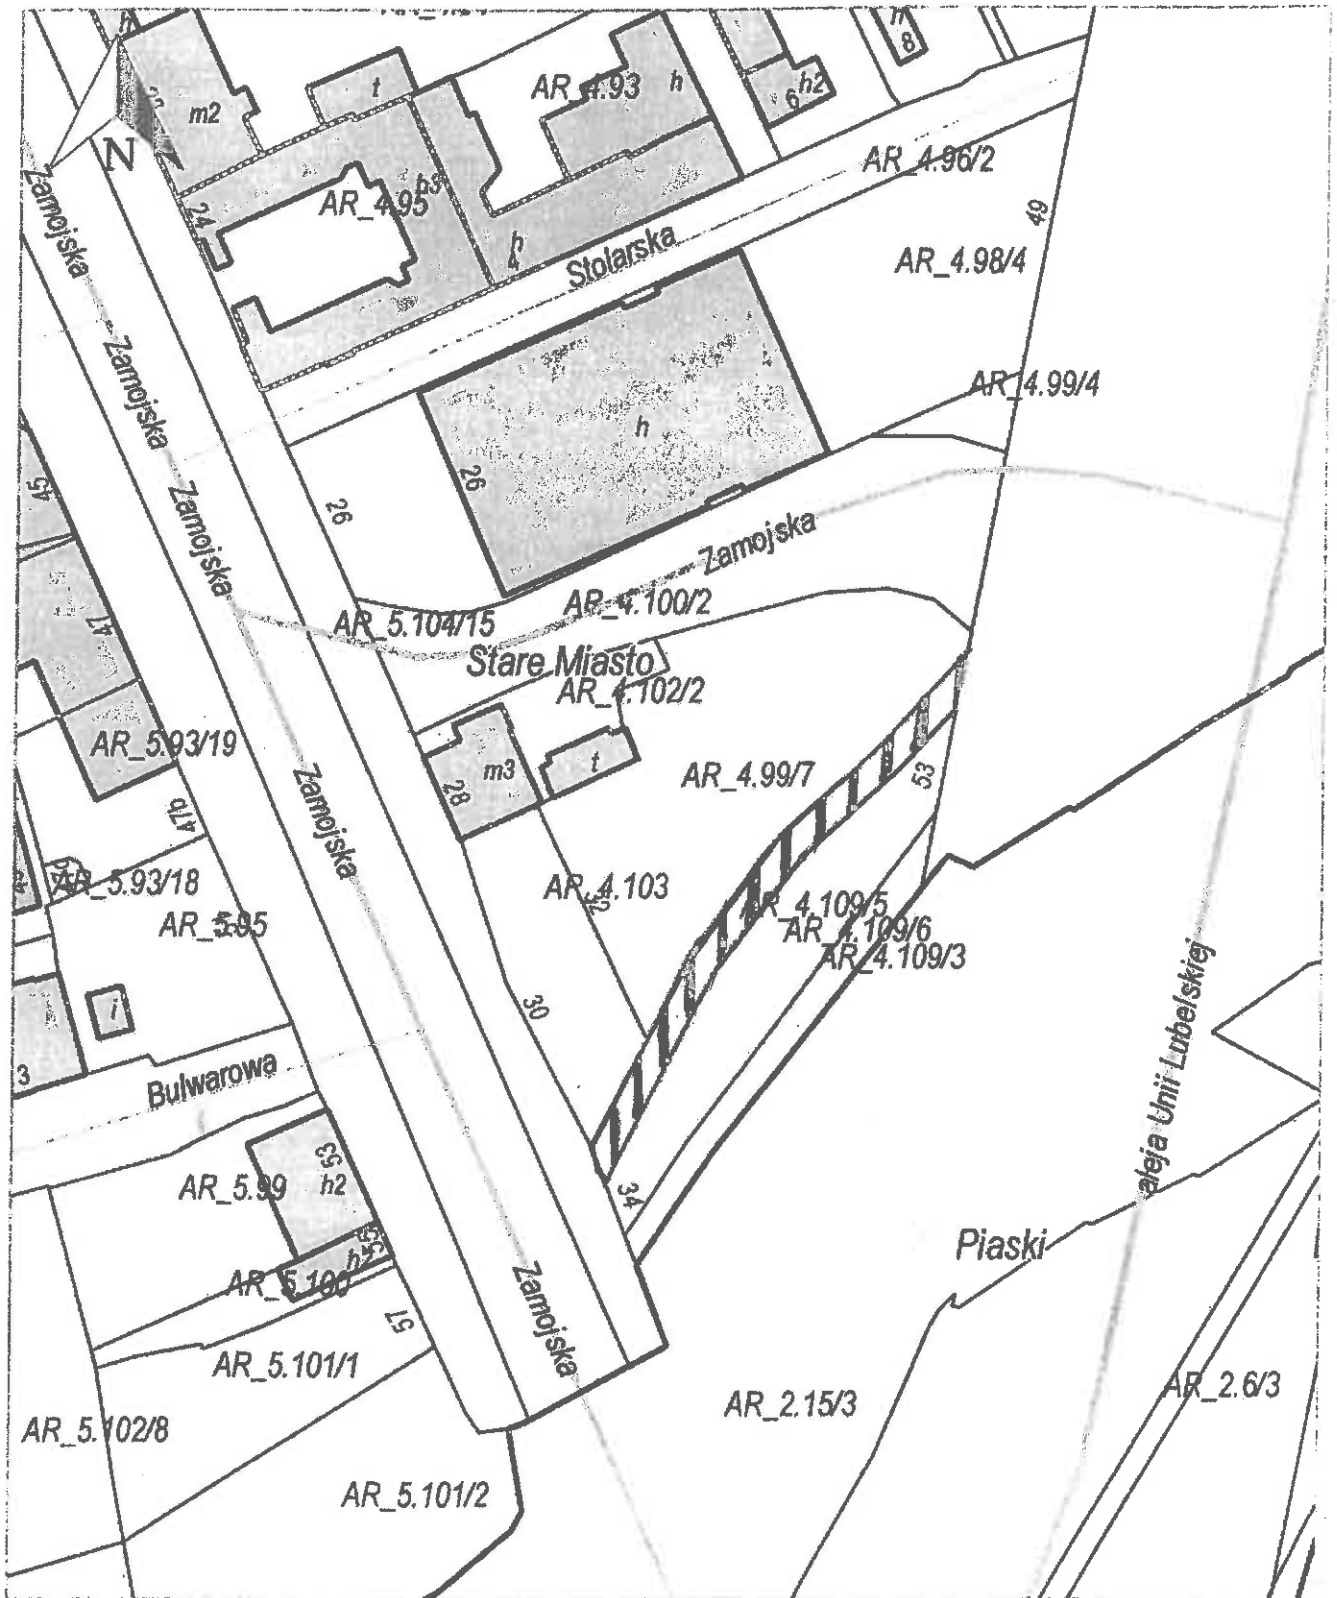 h
m2
t
AR_4.93
h
h
8
h2
6
N
AR_4.96/2
Zamojska
24
AR_4.95
h3
h
4
Stolarska
49
AR_4.98/4
Zamojska
AR_4.99/4
h
45
Zamojska
26
26
Zamojska
47
AR_5.104/15
AR_4.100/2
Stare Miasto
AR_4.102/2
AR_5.93/19
Zamojska
28
m3
t
AR_4.99/7
53
47b
AR_5.93/18
AR_4.103
AR_5.95
AR_4.109/5
AR_4.109/6
AR_4.109/3
i
30
aleja Unii Lubelskiej
3
Bulwarowa
53
h2
AR_5.99
34
Piaski
55
h2
AR_5.100
Zamojska
57
AR_5.101/1
AR_2.15/3
AR_2.6/3
AR_5.102/8
AR_5.101/2